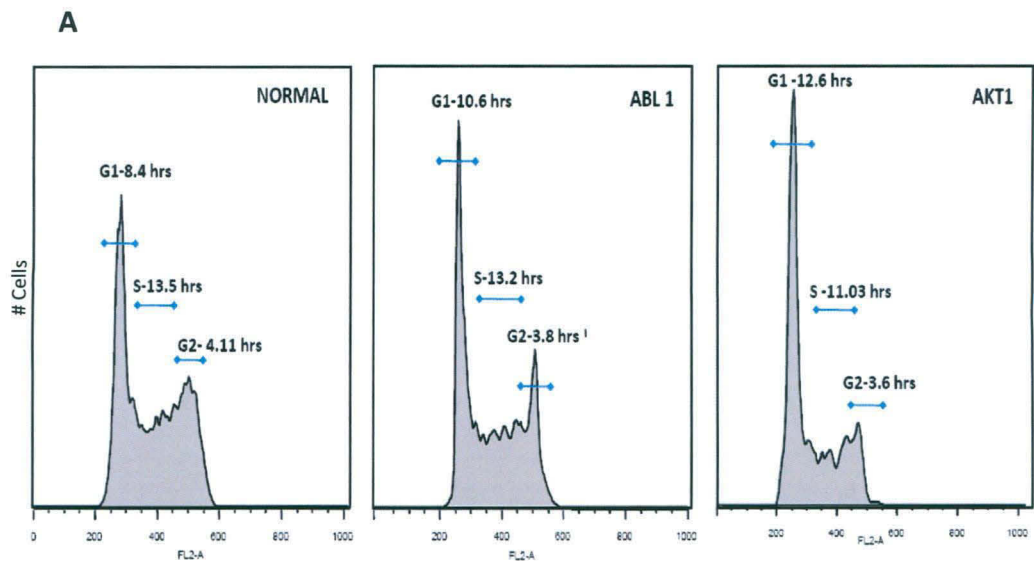 A
NORMAL
G1-8.4 hrs
S-13.5 hrs
G2- 4.11 hrs
# Cells
0 200 400 600 800 1000
FL2-A
ABL 1
G1-10.6 hrs
S-13.2 hrs
G2-3.8 hrs
200 400 600 800 1000
FL2-A
AKT1
G1 -12.6 hrs
S -11.03 hrs
G2-3.6 hrs
200 400 600 800 1000
FL2-A